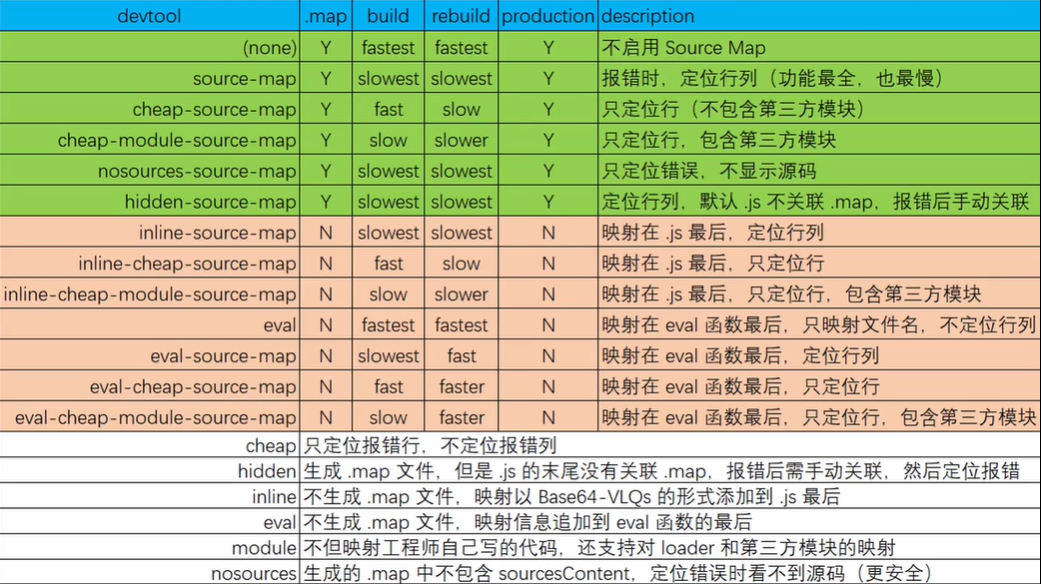 devtool .map build rebuild production description
(none) Y fastest fastest Y 不启用 Source Map
source-map Y slowest slowest Y 报错时，定位行列（功能最全，也最慢）
cheap-source-map Y fast slow Y 只定位行（不包含第三方模块）
cheap-module-source-map Y slow slower Y 只定位行，包含第三方模块
nosources-source-map Y slowest slowest Y 只定位错误，不显示源码
hidden-source-map Y slowest slowest Y 定位行列，默认 .js 不关联 .map，报错后手动关联
inline-source-map N slowest slowest N 映射在 .js 最后，定位行列
inline-cheap-source-map N fast slow N 映射在 .js 最后，只定位行
inline-cheap-module-source-map N slow slower N 映射在 .js 最后，只定位行，包含第三方模块
eval N fastest fastest N 映射在 eval 函数最后，只映射文件名，不定位行列
eval-source-map N slowest fast N 映射在 eval 函数最后，定位行列
eval-cheap-source-map N fast faster N 映射在 eval 函数最后，只定位行
eval-cheap-module-source-map N slow faster N 映射在 eval 函数最后，只定位行，包含第三方模块
cheap 只定位报错行，不定位报错列
hidden 生成 .map 文件，但是 .js 的末尾没有关联 .map，报错后需手动关联，然后定位报错
inline 不生成 .map 文件，映射以 Base64-VLQs 的形式添加到 .js 最后
eval 不生成 .map 文件，映射信息追加到 eval 函数的最后
module 不但映射工程师自己写的代码，还支持对 loader 和第三方模块的映射
nosources 生成的 .map 中不包含 sourcesContent，定位错误时看不到源码（更安全）